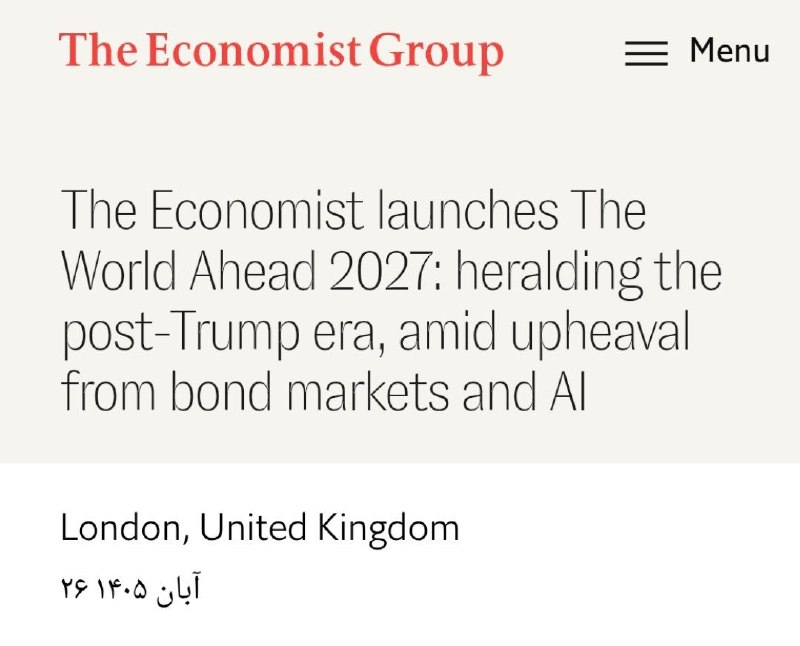 The Economist Group
Menu
The Economist launches The
World Ahead 2027: heralding the
post-Trump era, amid upheaval
from bond markets and AI
London, United Kingdom
۲۶ آبان ۱۴۰۵